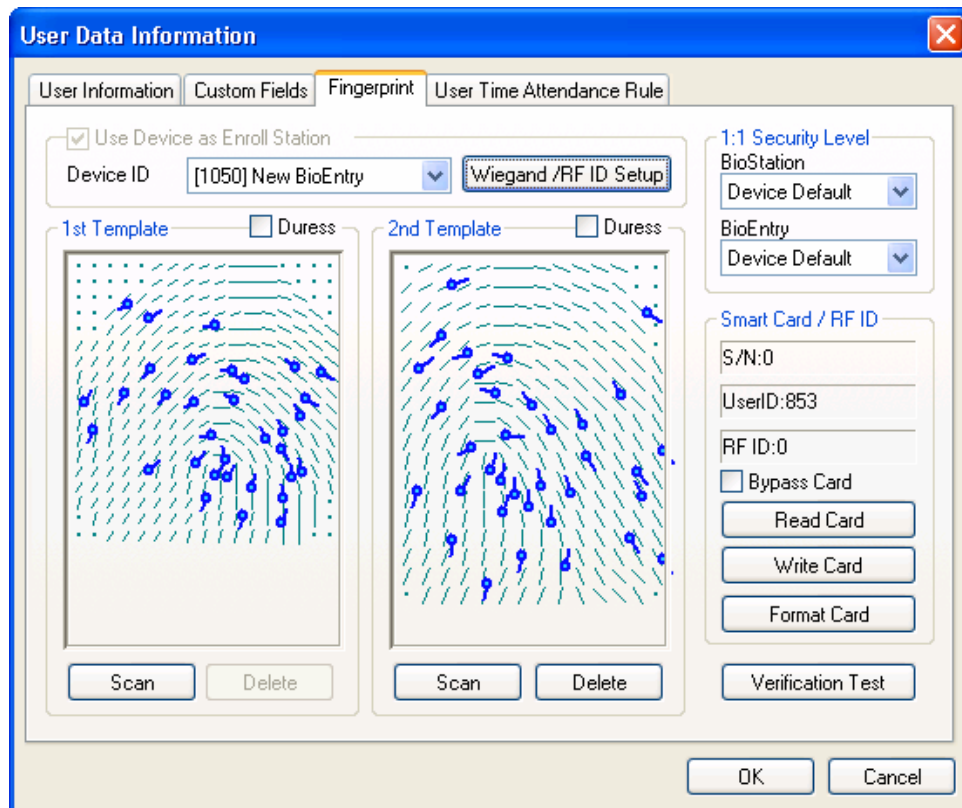 User Data Information
User Information Custom Fields Fingerprint User Time Attendance Rule
Use Device as Enroll Station
Device ID [1050] New BioEntry Wiegand /RF ID Setup
1st Template Duress
2nd Template Duress
Scan Delete
Scan Delete
1:1 Security Level
BioStation
Device Default
BioEntry
Device Default
Smart Card / RF ID
S/N:0
UserID:853
RF ID:0
Bypass Card
Read Card
Write Card
Format Card
Verification Test
OK Cancel